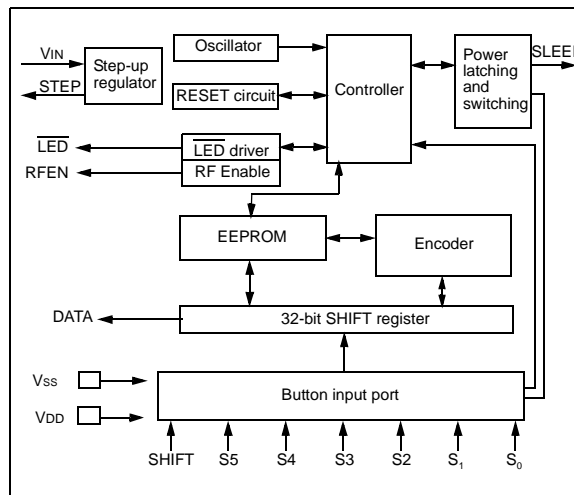 VIN
STEP
Step-up
regulator
Oscillator
RESET circuit
Controller
Power
latching
and
switching
SLEEP
LED
RFEN
LED driver
RF Enable
EEPROM
Encoder
DATA
32-bit SHIFT register
VSS
VDD
Button input port
SHIFT S5 S4 S3 S2 S1 S0